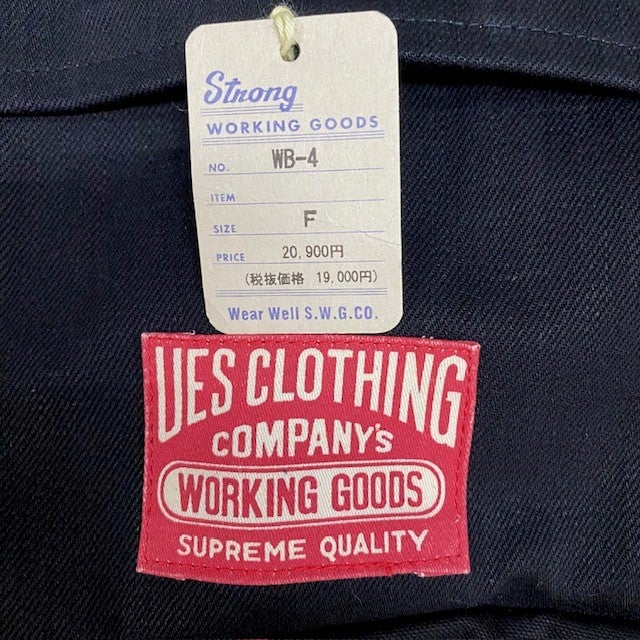 Strong
WORKING GOODS
NO. WB-4
ITEM
SIZE F
PRICE 20,900円
(税抜価格 19,000円)
Wear Well S.W.G.CO.
UES CLOTHING
COMPANY's
WORKING GOODS
SUPREME QUALITY